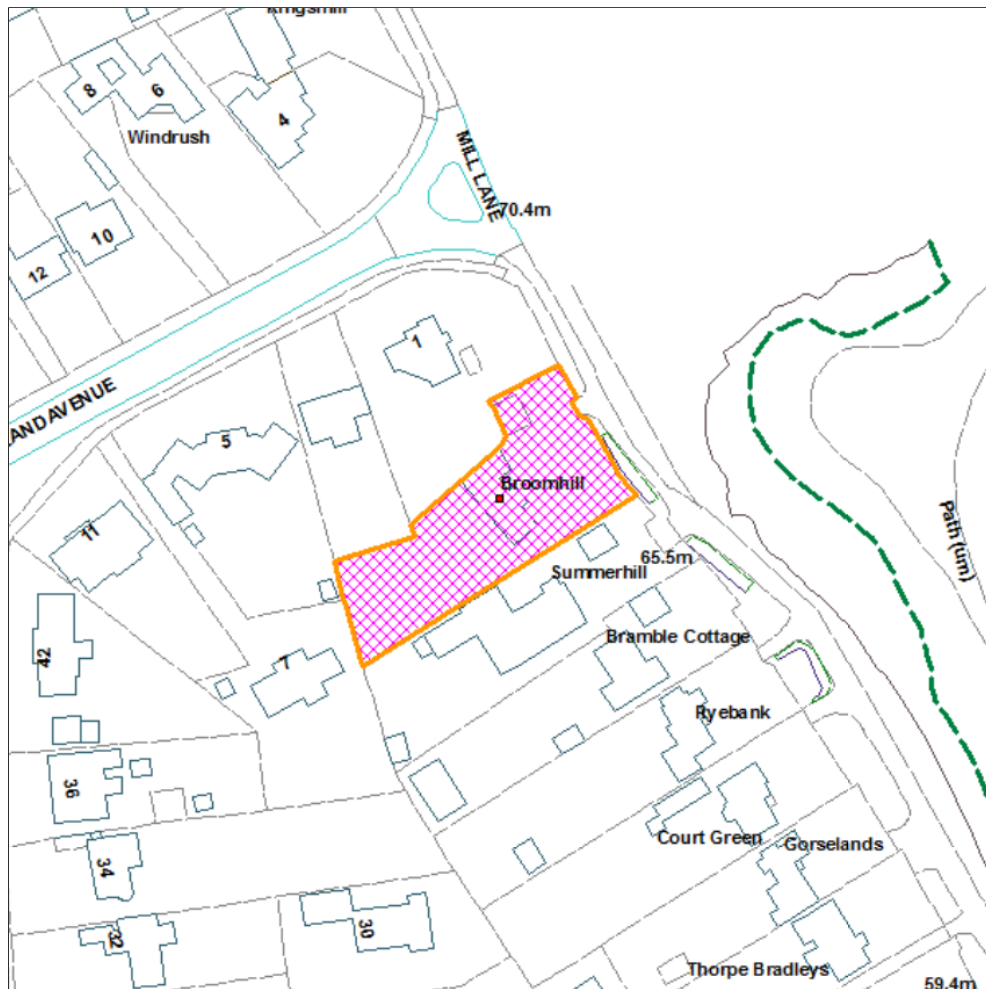 Kingsmill
8
6
4
Windrush
MILL LANE
70.4m
10
12
1
LAND AVENUE
5
Broomhill
11
Path (um)
65.5m
Summerhill
Bramble Cottage
42
7
Ryebank
36
Court Green
Gorselands
34
32
30
Thorpe Bradleys
59.4m